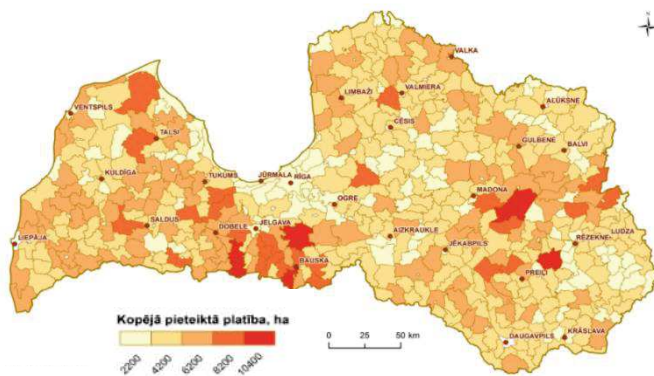 N
VALKA
VENTSPILS
LIMBAŽI
VALMIERA
ALŪKSNE
TALSI
CĒSIS
GULBENE
BALVI
KULDĪGA
TUKUMS
JŪRMALA
RĪGA
OGRE
MADONA
LIEPĀJA
SALDUS
DOBELE
JELGAVA
AIZKRAUKLE
JĒKABPILS
RĒZEKNE
LUDZA
BAUSKA
PREIĻI
Kopējā pieteiktā platība, ha
2200
4200
6200
8200
10400
0 25 50 km
DAUGAVPILS
KRĀSLAVA